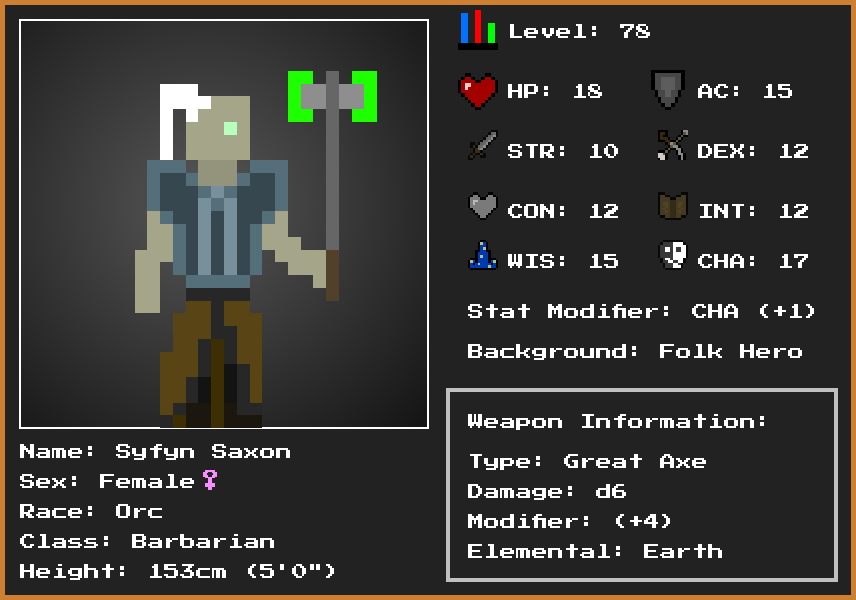 Level: 78
HP: 18
AC: 15
STR: 10
DEX: 12
CON: 12
INT: 12
WIS: 15
CHA: 17
Stat Modifier: CHA (+1)
Background: Folk Hero
Weapon Information:
Type: Great Axe
Damage: d6
Modifier: (+4)
Elemental: Earth
Name: Syfyn Saxon
Sex: Female♀
Race: Orc
Class: Barbarian
Height: 153cm (5'0")